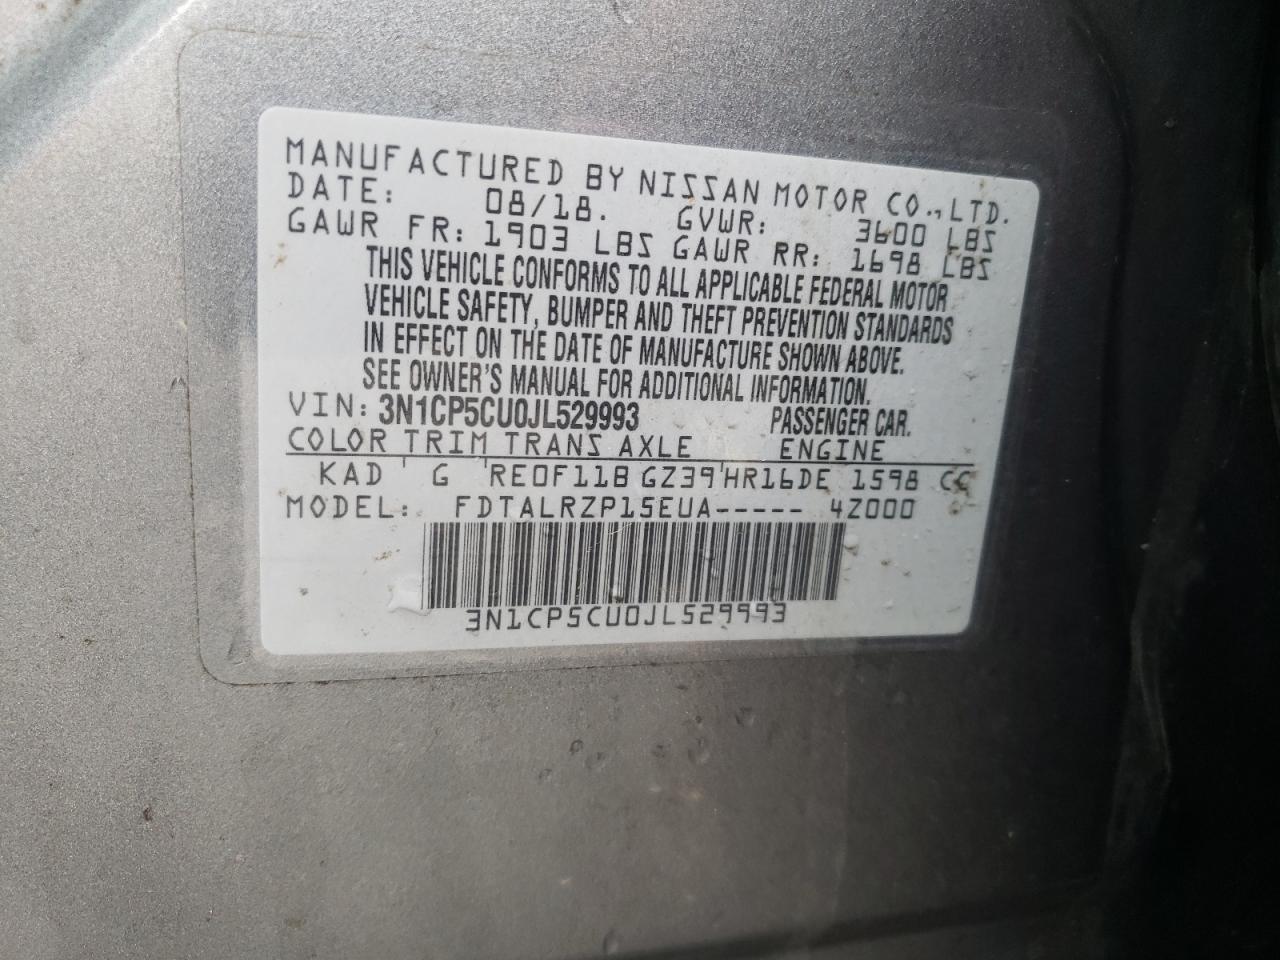 MANUFACTURED BY NISSAN MOTOR CO., LTD.
DATE: 08/18. GVWR: 3600 LBS
GAWR FR: 1903 LBS GAWR RR: 1698 LBS
THIS VEHICLE CONFORMS TO ALL APPLICABLE FEDERAL MOTOR
VEHICLE SAFETY, BUMPER AND THEFT PREVENTION STANDARDS
IN EFFECT ON THE DATE OF MANUFACTURE SHOWN ABOVE.
SEE OWNER'S MANUAL FOR ADDITIONAL INFORMATION.
VIN: 3N1CP5CU0JL529993 PASSENGER CAR.
COLOR TRIM TRANS AXLE ENGINE
KAD G RE0F11B GZ39 HR16DE 1598 CC
MODEL: FDTALRZP15EUA----- 4Z000
3N1CP5CU0JL529993